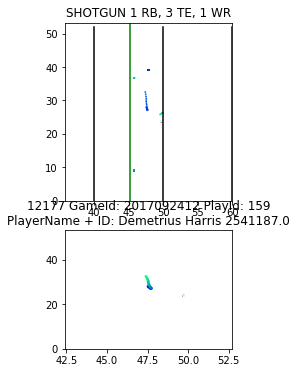 SHOTGUN 1 RB, 3 TE, 1 WR
50
40
30
20
10
0
40 45 50 55 60
12177 GameId: 2017092412 PlayId: 159
PlayerName + ID: Demetrius Harris 2541187.0
40
20
0
42.5 45.0 47.5 50.0 52.5